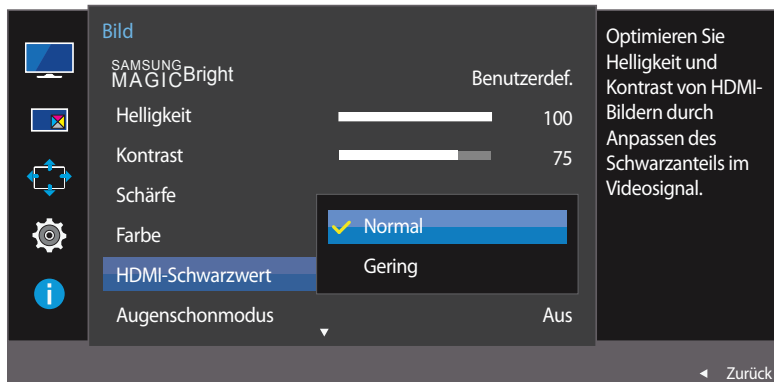 Bild
SAMSUNG
MAGICBright Benutzerdef.
Helligkeit 100
Kontrast 75
Schärfe
Farbe
HDMI-Schwarzwert
Augenschonmodus Aus
Normal
Gering
Optimieren Sie
Helligkeit und
Kontrast von HDMI-
Bildern durch
Anpassen des
Schwarzanteils im
Videosignal.
Zurück